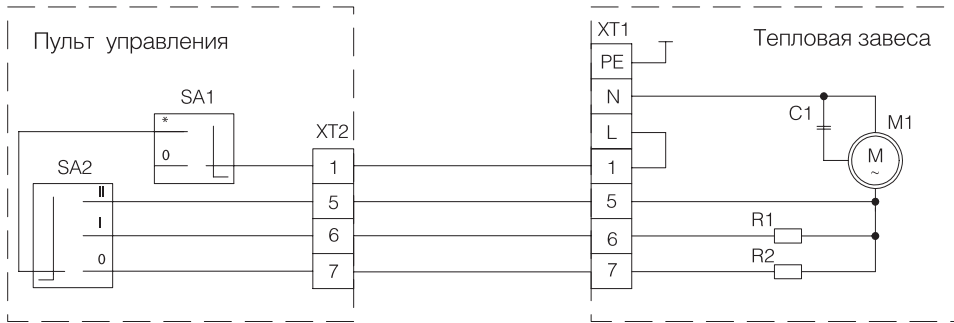 Пульт управления
XT1
Тепловая завеса
PE
N
SA1
C1
M1
*
XT2
L
M
~
0
1
1
SA2
II
5
5
I
6
6
R1
0
7
7
R2